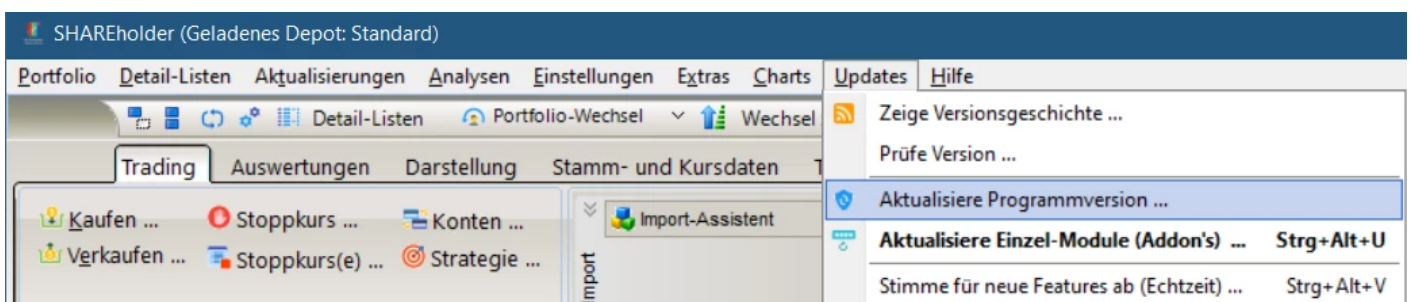 SHAREholder (Geladenes Depot: Standard)
Portfolio Detail-Listen Aktualisierungen Analysen Einstellungen Extras Charts Updates Hilfe
Detail-Listen Portfolio-Wechsel Wechsel
Zeige Versionsgeschichte ...
Prüfe Version ...
Trading Auswertungen Darstellung Stamm- und Kursdaten
Aktualisiere Programmversion ...
Kaufen ... Stoppkurs ... Konten ... Import-Assistent
Aktualisiere Einzel-Module (Addon's) ... Strg+Alt+U
Verkaufen ... Stoppkurs(e) ... Strategie ...
Import
Stimme für neue Features ab (Echtzeit) ... Strg+Alt+V